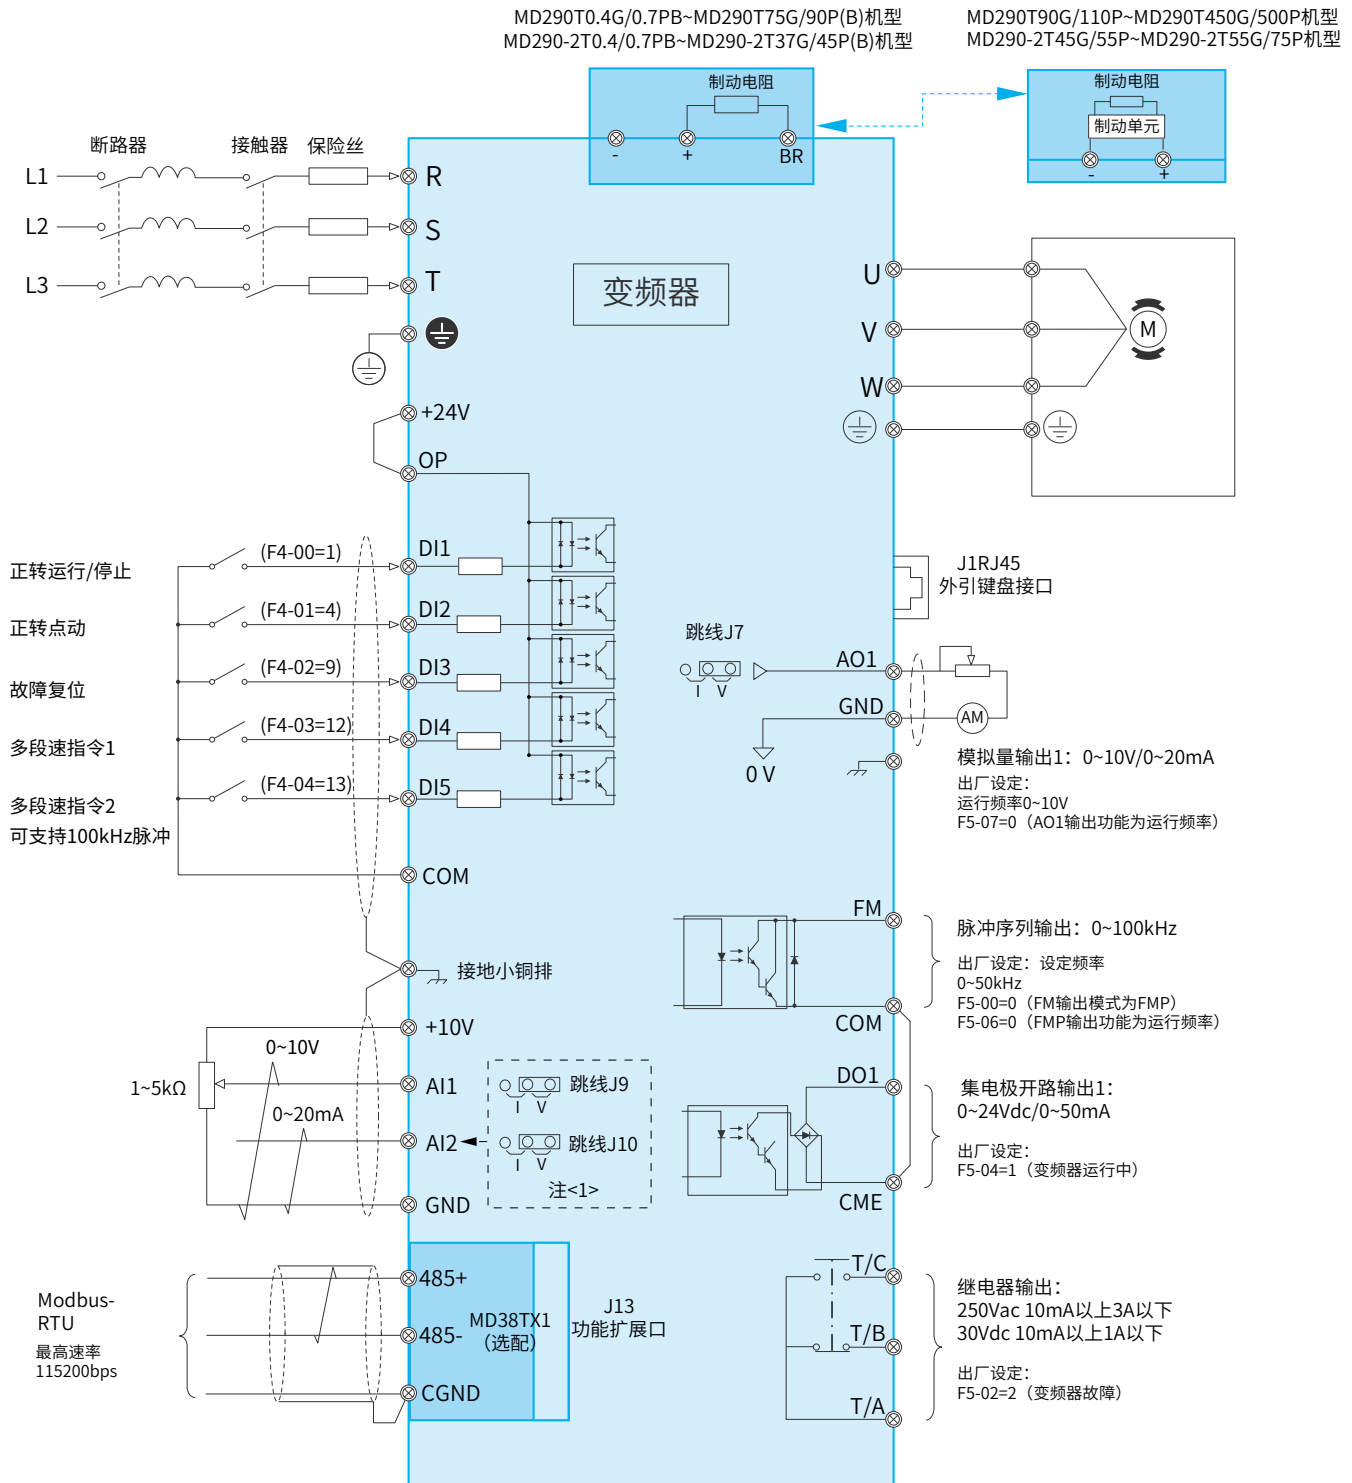 MD290T0.4G/0.7PB~MD290T75G/90P(B)机型
MD290-2T0.4/0.7PB~MD290-2T37G/45P(B)机型
MD290T90G/110P~MD290T450G/500P机型
MD290-2T45G/55P~MD290-2T55G/75P机型
制动电阻
-
+
BR
制动电阻
制动单元
-
+
断路器
接触器
保险丝
L1
R
L2
S
L3
T
变频器
U
V
W
M
+24V
OP
正转运行/停止
(F4-00=1)
DI1
正转点动
(F4-01=4)
DI2
故障复位
(F4-02=9)
DI3
多段速指令1
(F4-03=12)
DI4
多段速指令2
可支持100kHz脉冲
(F4-04=13)
DI5
COM
接地小铜排
J1RJ45
外引键盘接口
跳线J7
I
V
AO1
GND
0 V
AM
模拟量输出1：0~10V/0~20mA
出厂设定：
运行频率0~10V
F5-07=0（AO1输出功能为运行频率）
FM
COM
脉冲序列输出：0~100kHz
出厂设定：设定频率
0~50kHz
F5-00=0（FM输出模式为FMP）
F5-06=0（FMP输出功能为运行频率）
+10V
0~10V
1~5kΩ
AI1
0~20mA
AI2
GND
跳线J9
I
V
跳线J10
I
V
注<1>
DO1
CME
集电极开路输出1：
0~24Vdc/0~50mA
出厂设定：
F5-04=1（变频器运行中）
Modbus-
RTU
最高速率
115200bps
485+
485-
CGND
MD38TX1
（选配）
J13
功能扩展口
T/C
T/B
T/A
继电器输出：
250Vac 10mA以上3A以下
30Vdc 10mA以上1A以下
出厂设定：
F5-02=2（变频器故障）